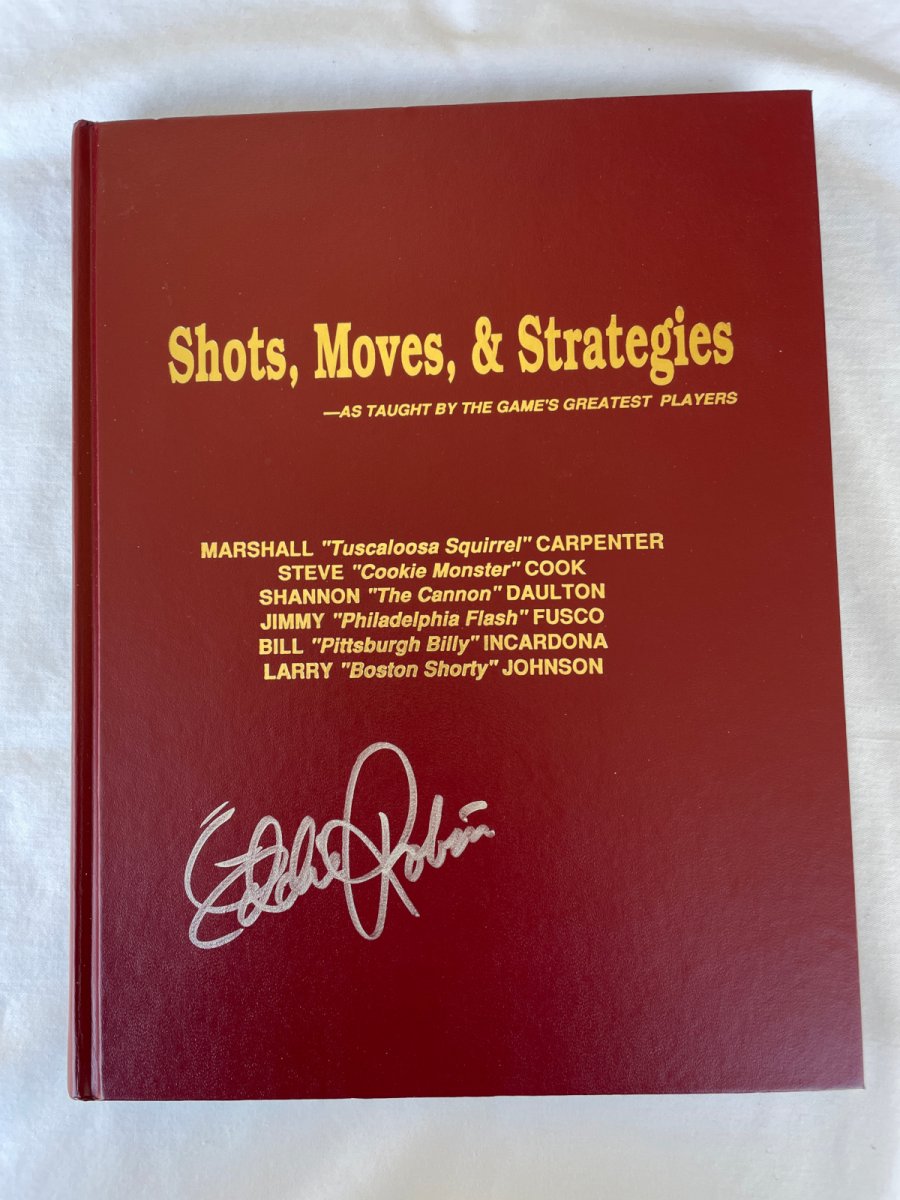 Shots, Moves, & Strategies
—AS TAUGHT BY THE GAME'S GREATEST PLAYERS
MARSHALL "Tuscaloosa Squirrel" CARPENTER
STEVE "Cookie Monster" COOK
SHANNON "The Cannon" DAULTON
JIMMY "Philadelphia Flash" FUSCO
BILL "Pittsburgh Billy" INCARDONA
LARRY "Boston Shorty" JOHNSON
Eddie Robin